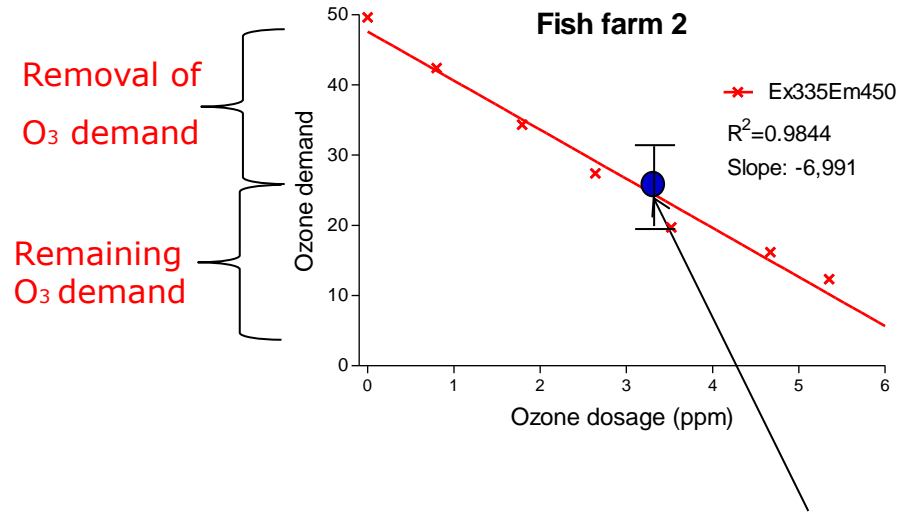 Fish farm 2
Removal of
O₃ demand
Remaining
O₃ demand
Ozone demand
50
40
30
20
10
0
Ex335Em450
R²=0.9844
Slope: -6,991
0 1 2 3 4 5 6
Ozone dosage (ppm)